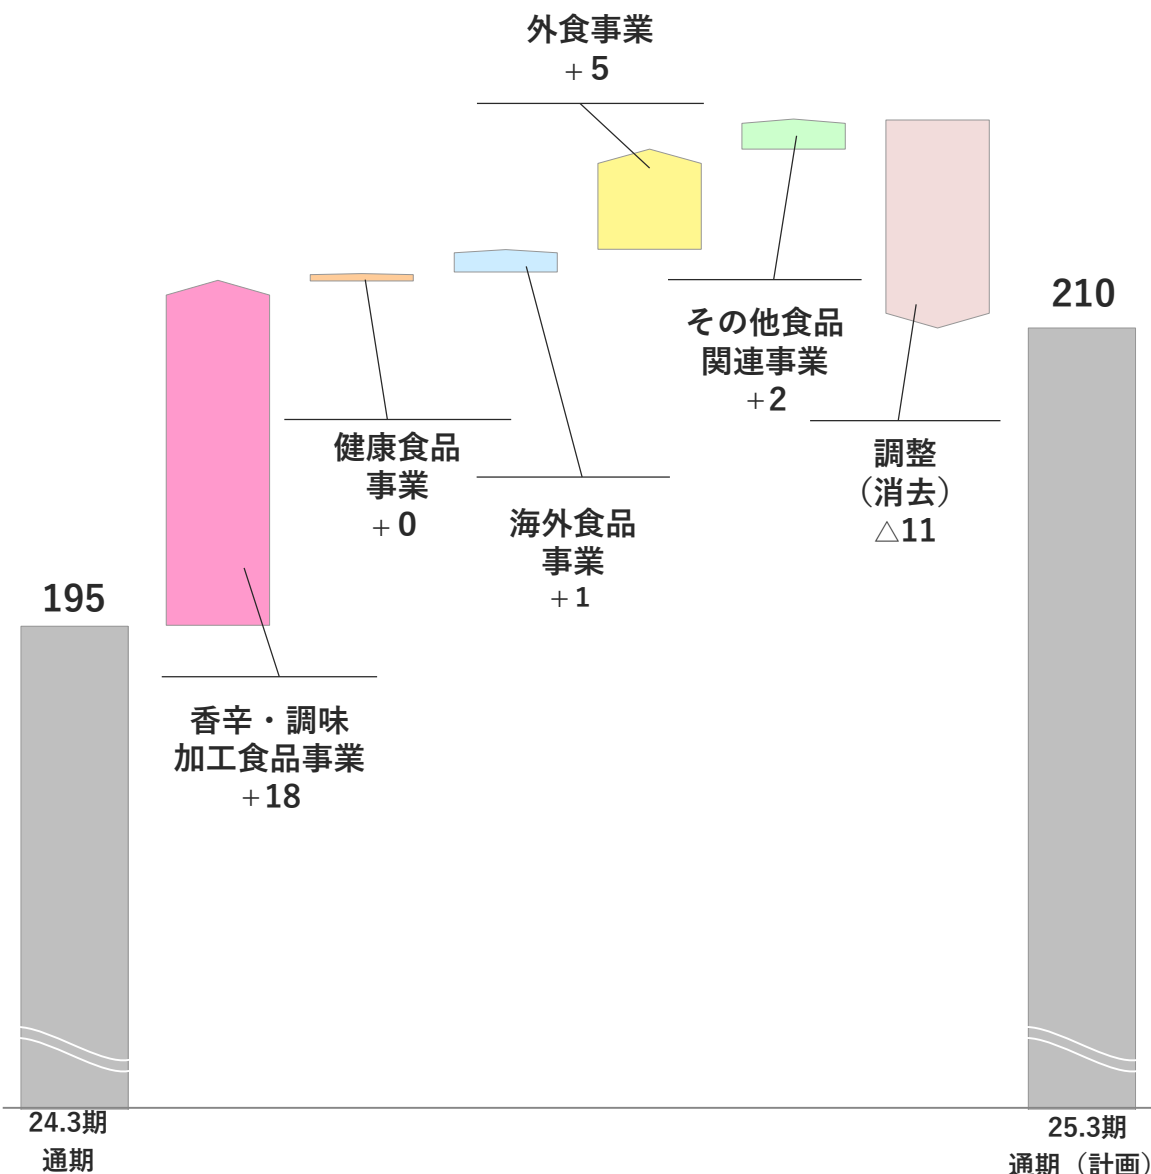 外食事業
+5
その他食品
関連事業
+2
210
健康食品
事業
+0
調整
（消去）
△11
海外食品
事業
+1
195
香辛・調味
加工食品事業
+18
24.3期
通期
25.3期
通期（計画）